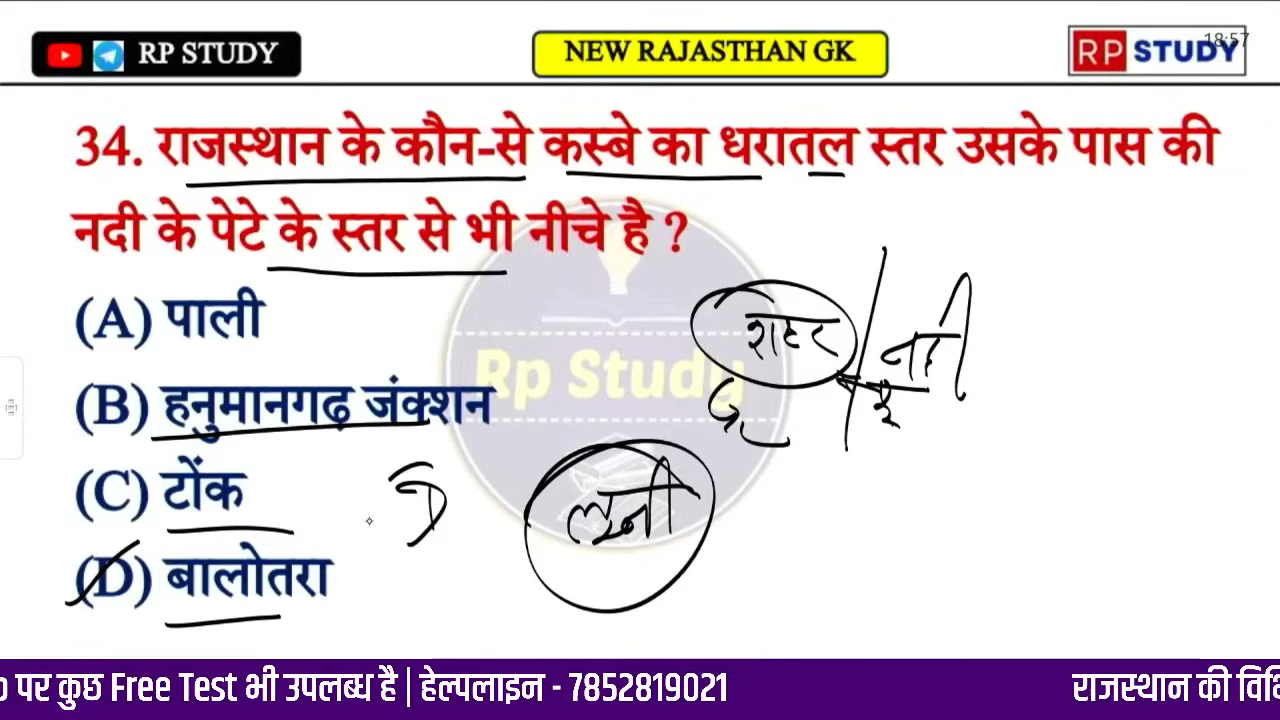 RP STUDY
NEW RAJASTHAN GK
RP STUDY
18:57
34. राजस्थान के कौन-से कस्बे का धरातल स्तर उसके पास की
नदी के पेटे के स्तर से भी नीचे है ?
(A) पाली
(B) हनुमानगढ़ जंक्शन
(C) टोंक
(D) बालोतरा
शहर
लूनी
Rp Study
पर कुछ Free Test भी उपलब्ध है | हेल्पलाइन - 7852819021
राजस्थान की